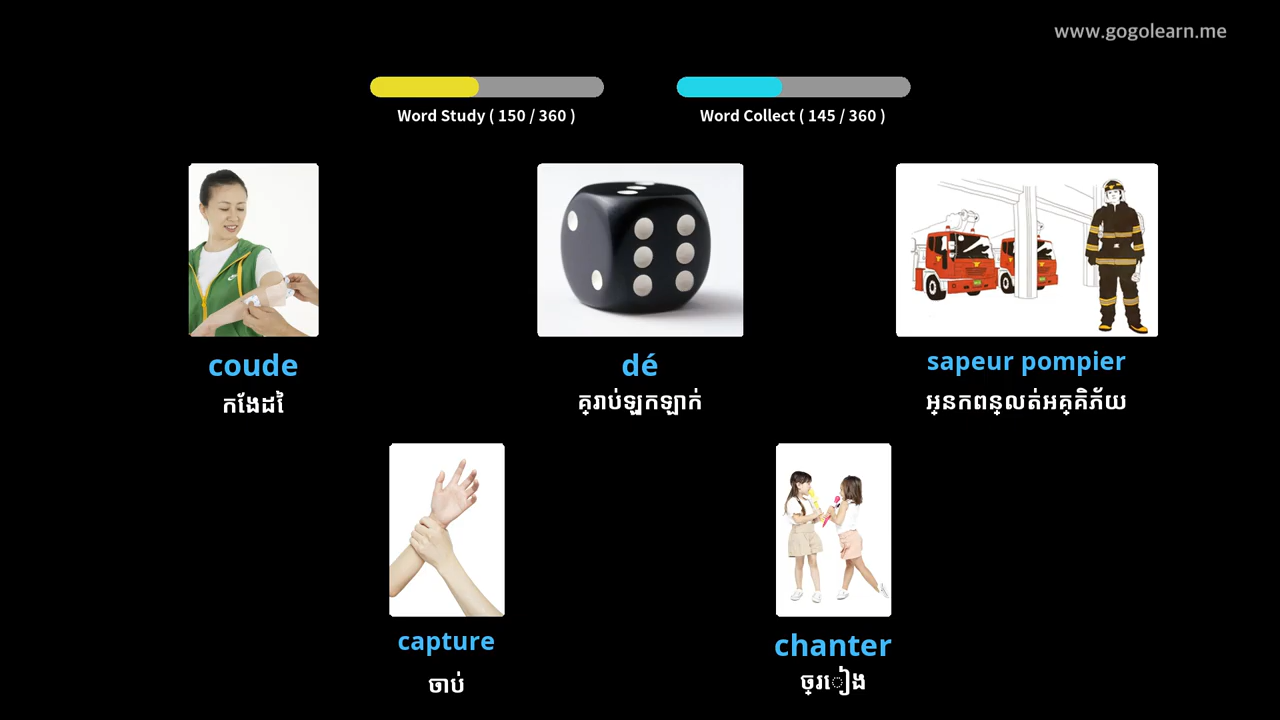 www.gogolearn.me
Word Study ( 150 / 360 )
Word Collect ( 145 / 360 )
coude
dé
sapeur pompier
កែងដៃ
គ្រាប់ឡុកឡាក់
អ្នកពន្លត់អគ្គិភ័យ
capture
chanter
ចាប់
ច្រៀង